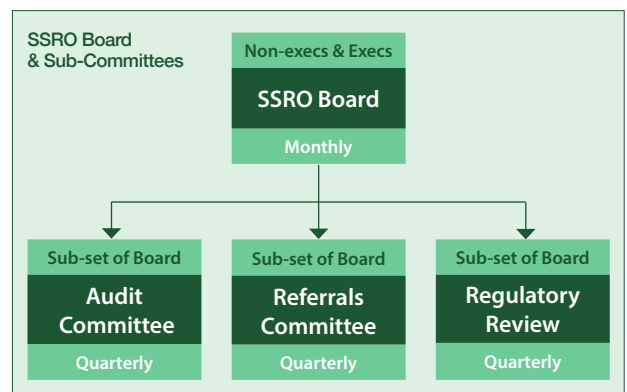 SSRO Board
& Sub-Committees
Non-execs & Execs
SSRO Board
Monthly
Sub-set of Board
Audit
Committee
Quarterly
Sub-set of Board
Referrals
Committee
Quarterly
Sub-set of Board
Regulatory
Review
Quarterly